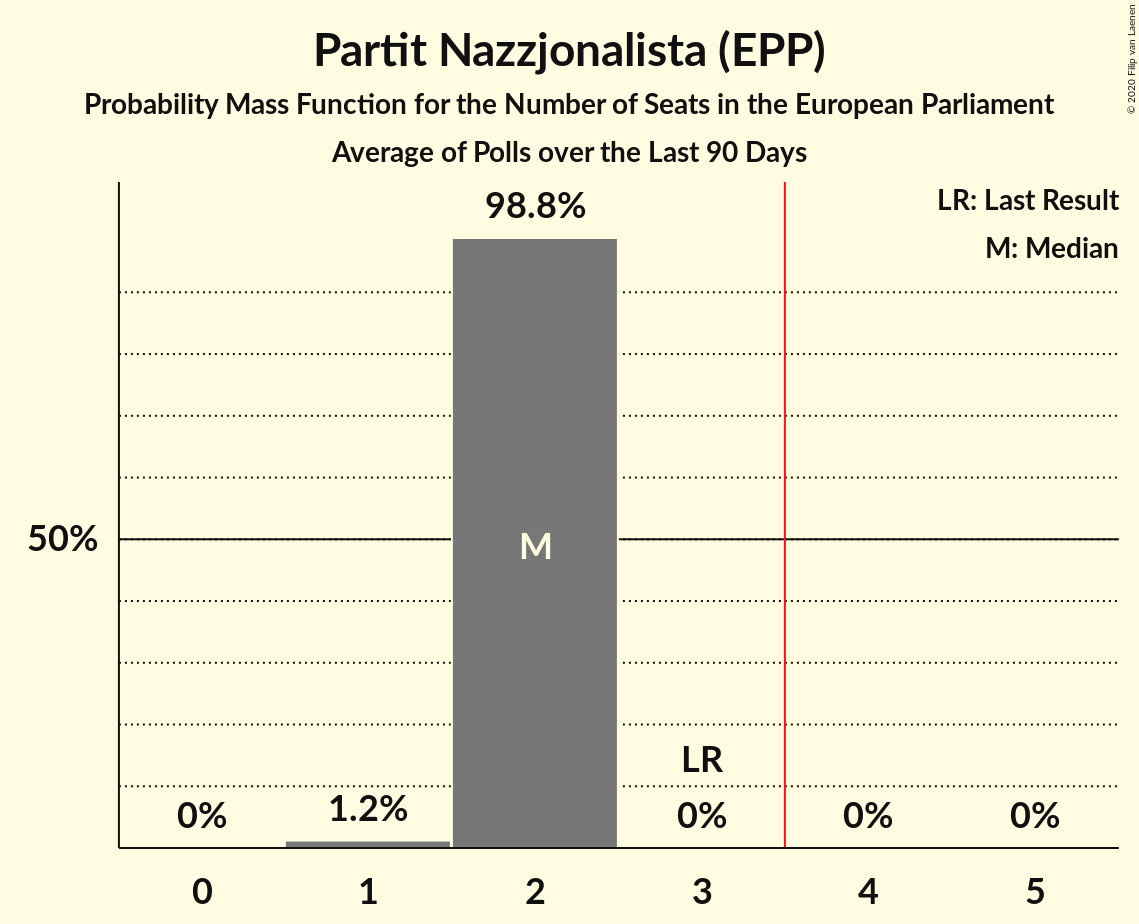 Partit Nazzjonalista (EPP)
Probability Mass Function for the Number of Seats in the European Parliament
Average of Polls over the Last 90 Days
© 2020 Filip van Laenen
98.8%
LR: Last Result
M: Median
50%
M
LR
0%
1.2%
0%
0%
0%
0
1
2
3
4
5